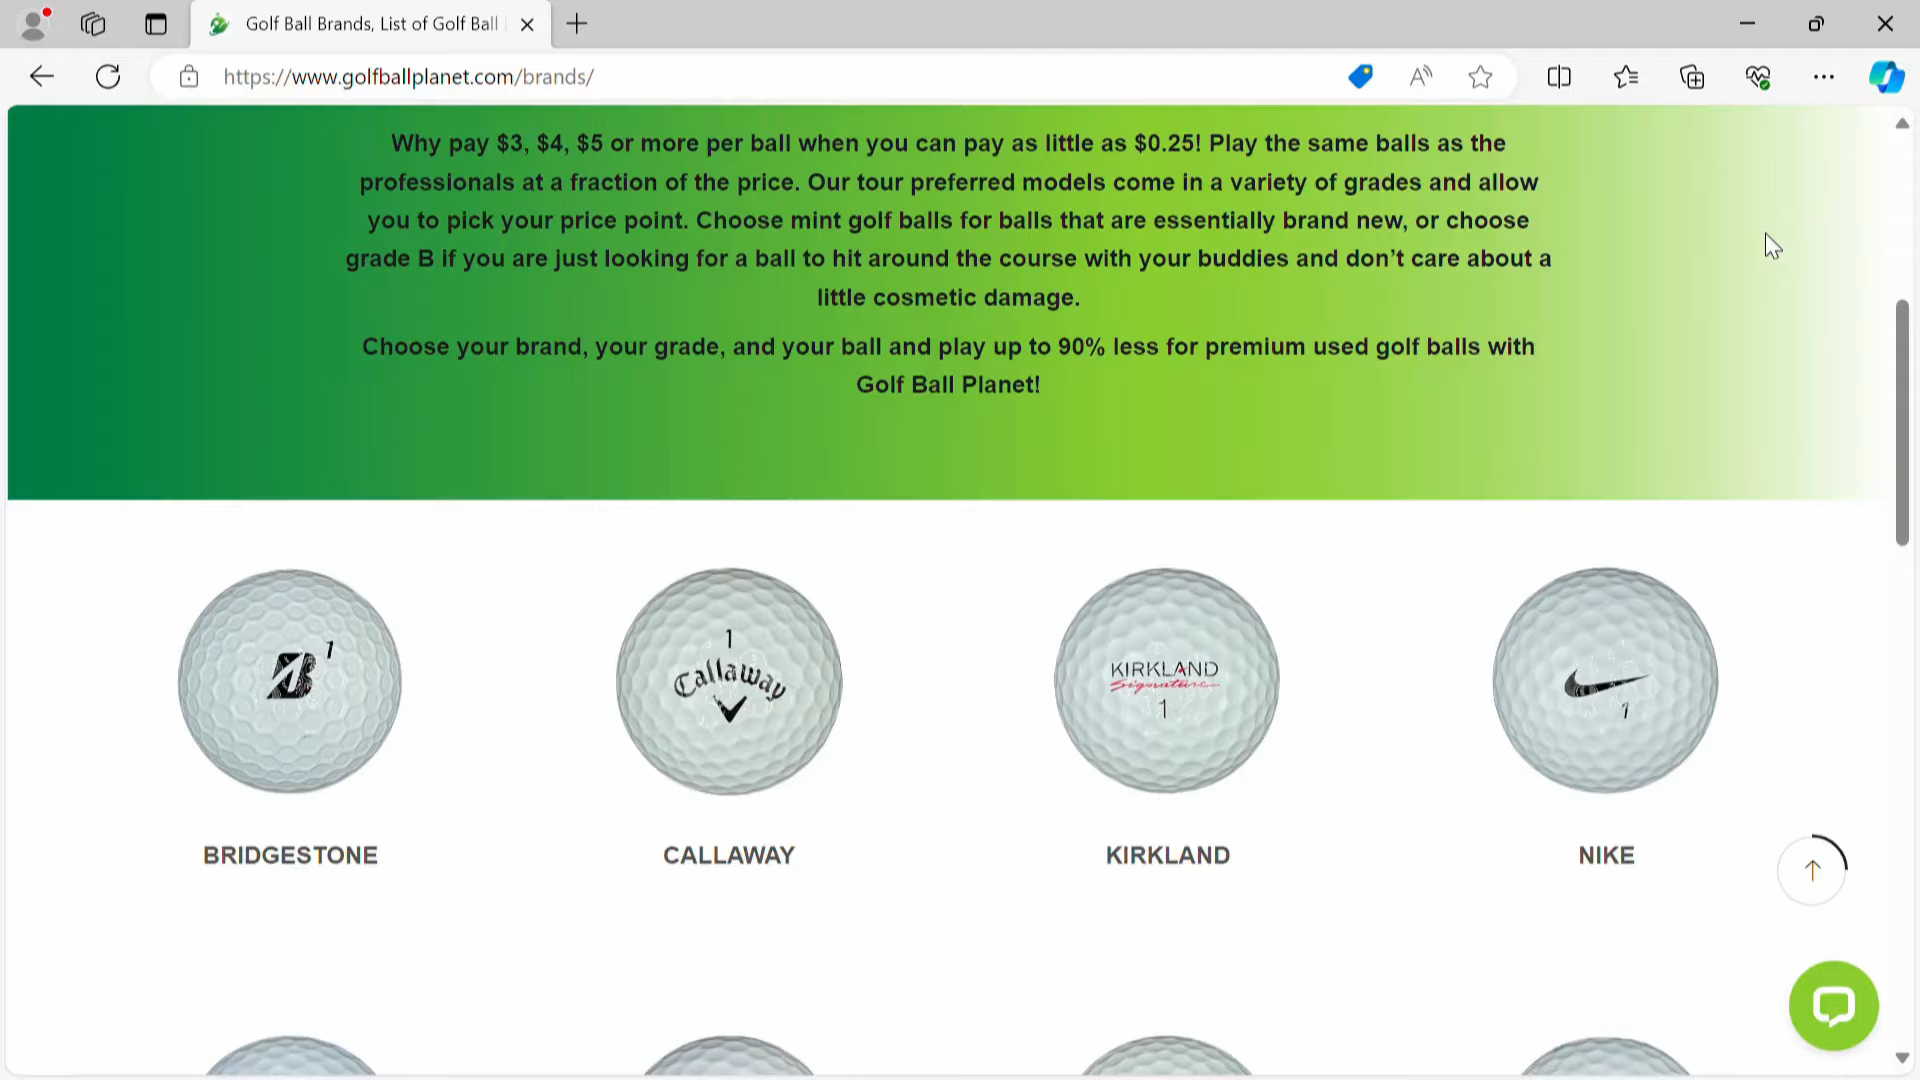 Golf Ball Brands, List of Golf Ball
https://www.golfballplanet.com/brands/
Why pay $3, $4, $5 or more per ball when you can pay as little as $0.25! Play the same balls as the
professionals at a fraction of the price. Our tour preferred models come in a variety of grades and allow
you to pick your price point. Choose mint golf balls for balls that are essentially brand new, or choose
grade B if you are just looking for a ball to hit around the course with your buddies and don’t care about a
little cosmetic damage.
Choose your brand, your grade, and your ball and play up to 90% less for premium used golf balls with
Golf Ball Planet!
B 1
1
Callaway
KIRKLAND
Signature
1
1
BRIDGESTONE
CALLAWAY
KIRKLAND
NIKE